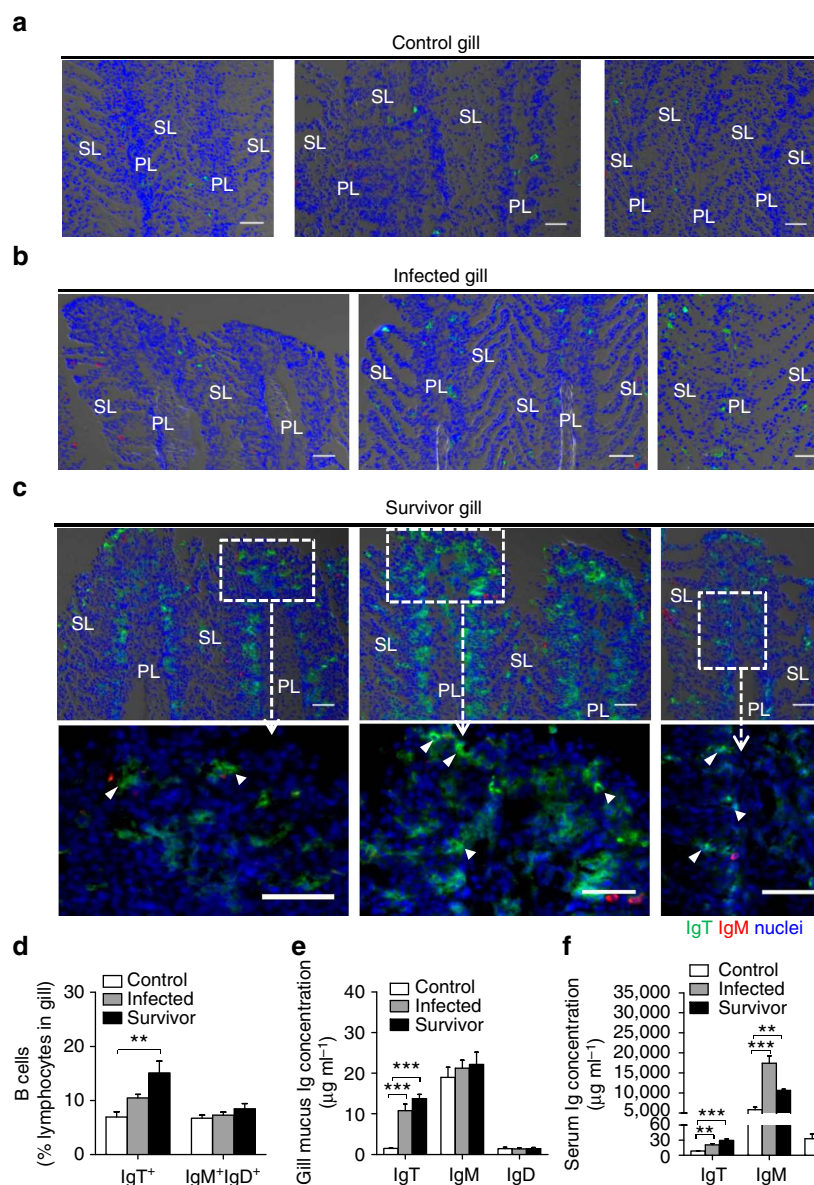 a
Control gill
SL SL SL PL PL
SL SL SL PL PL
SL SL SL SL PL PL PL
b
Infected gill
SL SL PL PL
SL SL PL SL PL
SL SL PL
c
Survivor gill
SL SL PL PL
SL SL PL PL
SL SL PL
IgT IgM nuclei
d
Control
Infected
Survivor
B cells
(% lymphocytes in gill)
30
20
10
0
**
IgT+
IgM+IgD+
e
Control
Infected
Survivor
Gill mucus Ig concentration
(µg ml−1)
40
30
20
10
0
***
***
IgT
IgM
IgD
f
Control
Infected
Survivor
Serum Ig concentration
(µg ml−1)
35,000
30,000
25,000
20,000
15,000
10,000
5,000
60
30
0
***
**
**
***
IgT
IgM